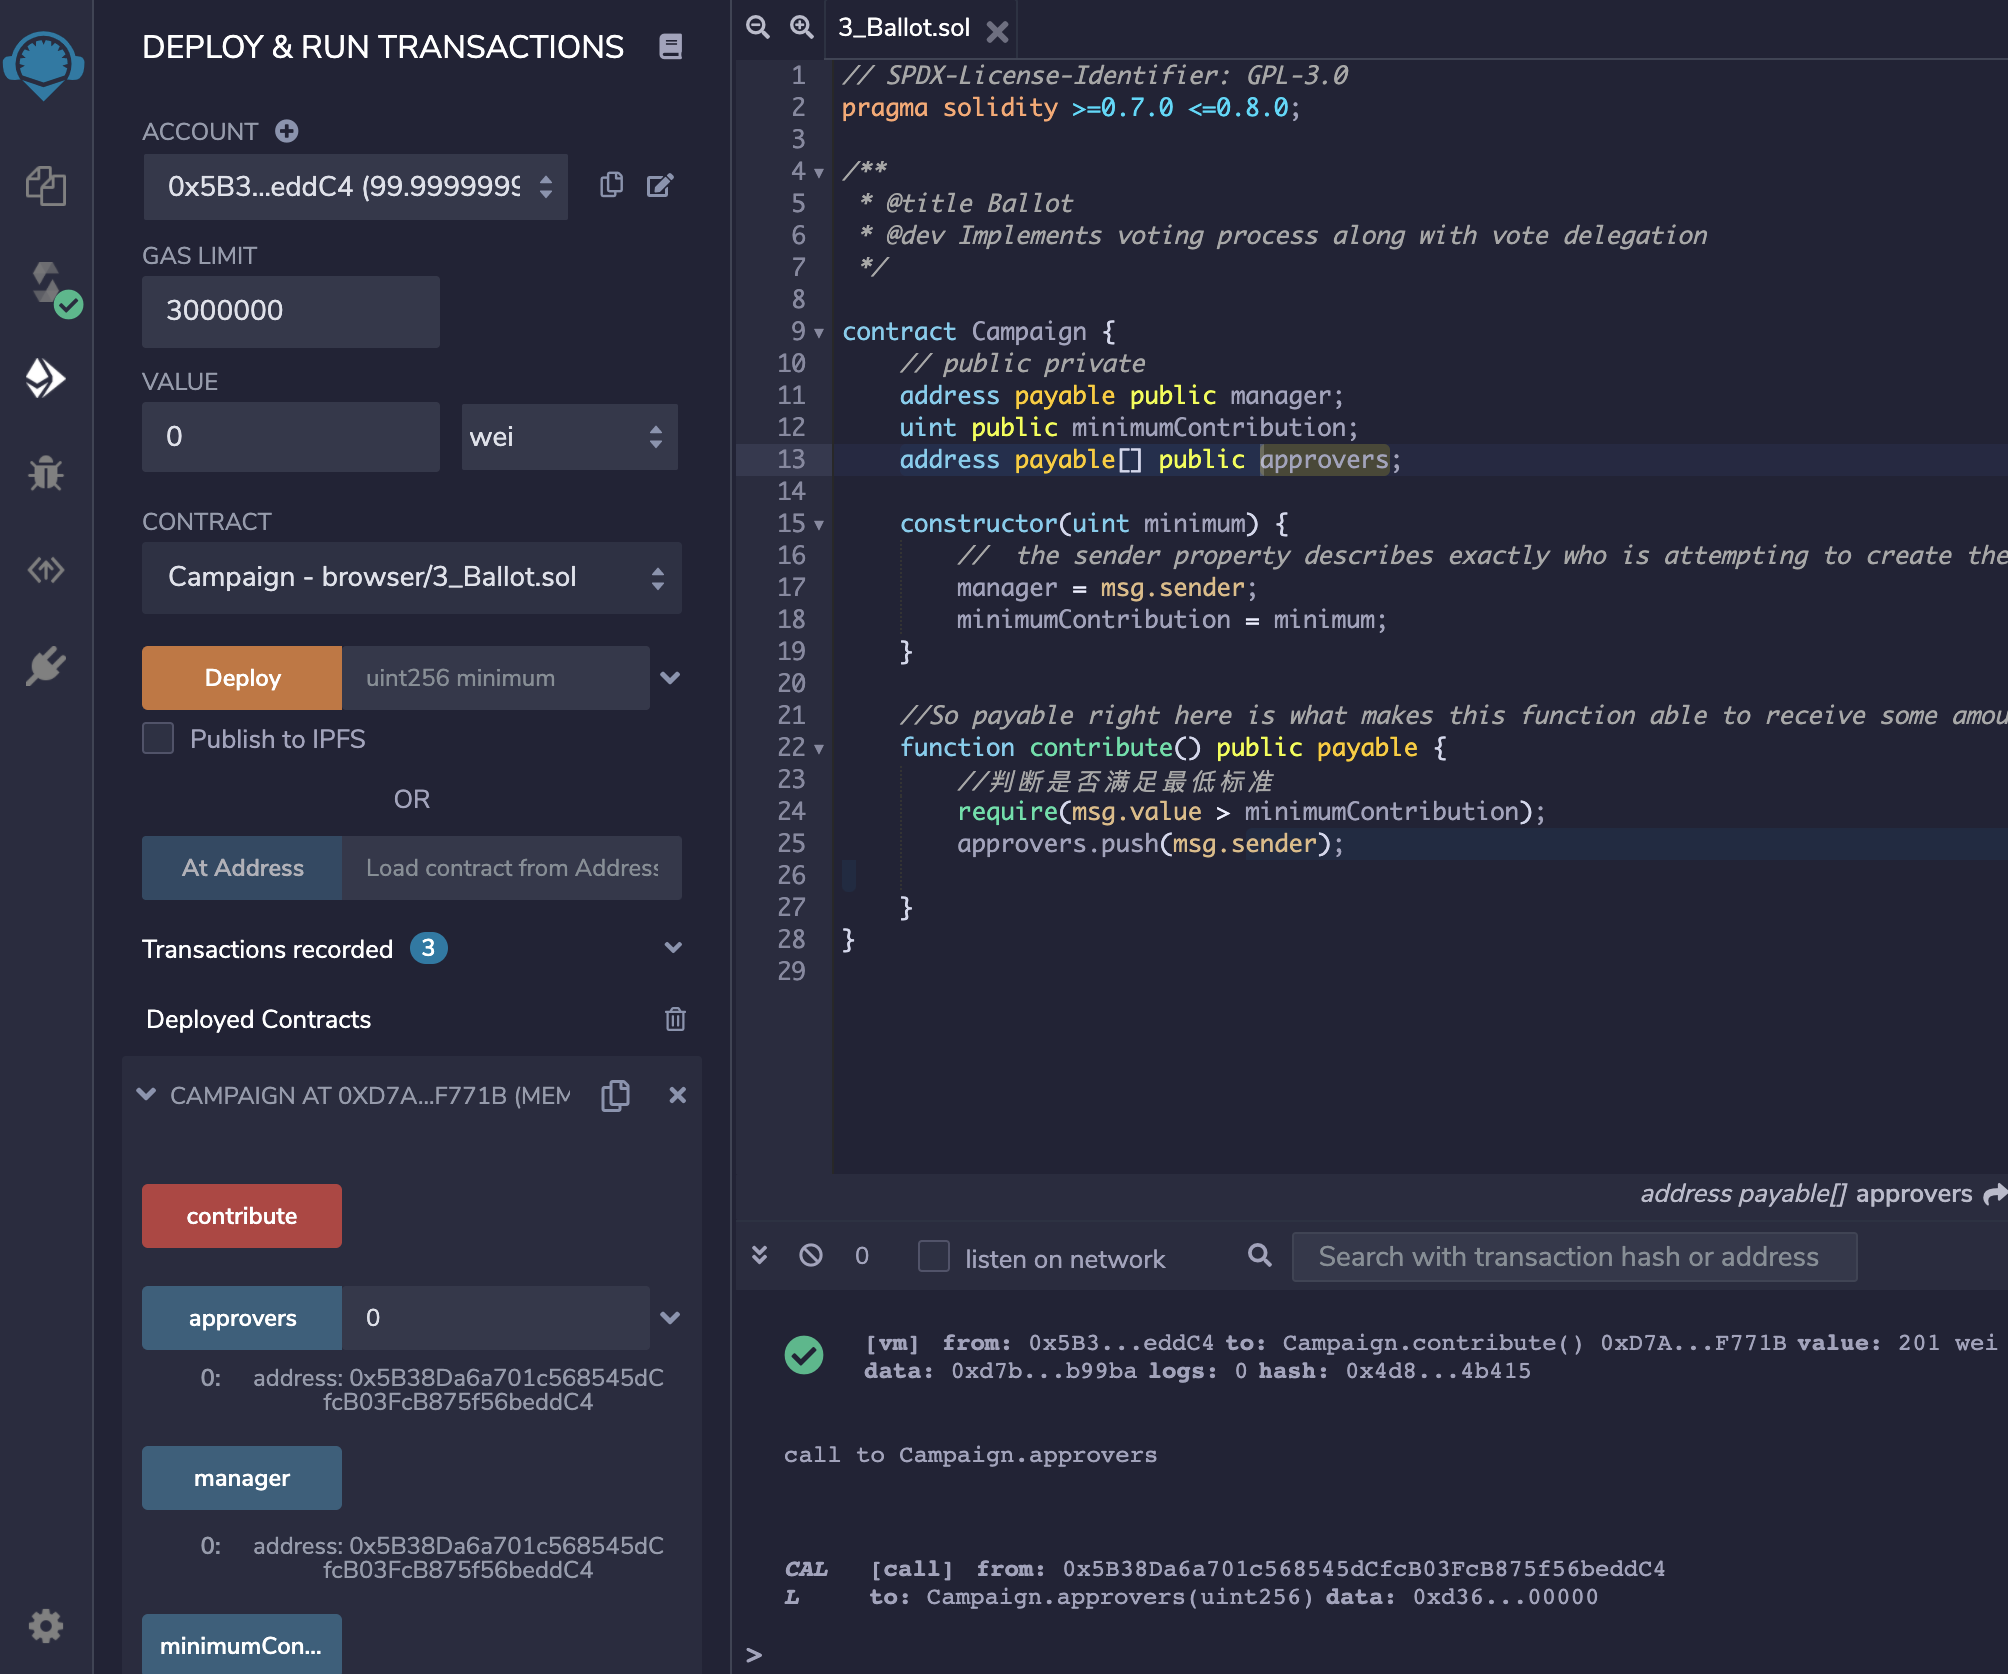 DEPLOY & RUN TRANSACTIONS
ACCOUNT
0x5B3...eddC4 (99.9999999
GAS LIMIT
3000000
VALUE
0
wei
CONTRACT
Campaign - browser/3_Ballot.sol
Deploy
uint256 minimum
Publish to IPFS
OR
At Address
Load contract from Address
Transactions recorded 3
Deployed Contracts
CAMPAIGN AT 0XD7A...F771B (MEM
contribute
approvers
0
0: address: 0x5B38Da6a701c568545dC
fcB03FcB875f56beddC4
manager
0: address: 0x5B38Da6a701c568545dC
fcB03FcB875f56beddC4
minimumCon...
3_Ballot.sol
1 // SPDX-License-Identifier: GPL-3.0
2 pragma solidity >=0.7.0 <=0.8.0;
3
4 /**
5  * @title Ballot
6  * @dev Implements voting process along with vote delegation
7  */
8
9 contract Campaign {
10     // public private
11     address payable public manager;
12     uint public minimumContribution;
13     address payable[] public approvers;
14
15     constructor(uint minimum) {
16         //  the sender property describes exactly who is attempting to create the
17         manager = msg.sender;
18         minimumContribution = minimum;
19     }
20
21     //So payable right here is what makes this function able to receive some amou
22     function contribute() public payable {
23         //判断是否满足最低标准
24         require(msg.value > minimumContribution);
25         approvers.push(msg.sender);
26
27     }
28 }
29
address payable[] approvers
0
listen on network
Search with transaction hash or address
[vm] from: 0x5B3...eddC4 to: Campaign.contribute() 0xD7A...F771B value: 201 wei
data: 0xd7b...b99ba logs: 0 hash: 0x4d8...4b415
call to Campaign.approvers
CAL [call] from: 0x5B38Da6a701c568545dCfcB03FcB875f56beddC4
L to: Campaign.approvers(uint256) data: 0xd36...00000
>